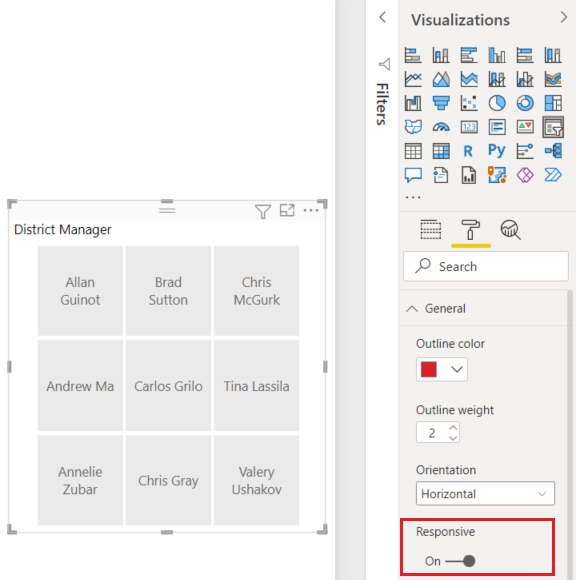 Visualizations
Filters
123
R
Py
...
District Manager
Allan
Guinot
Brad
Sutton
Chris
McGurk
Andrew Ma
Carlos Grilo
Tina Lassila
Annelie
Zubar
Chris Gray
Valery
Ushakov
Search
General
Outline color
Outline weight
2
Orientation
Horizontal
Responsive
On